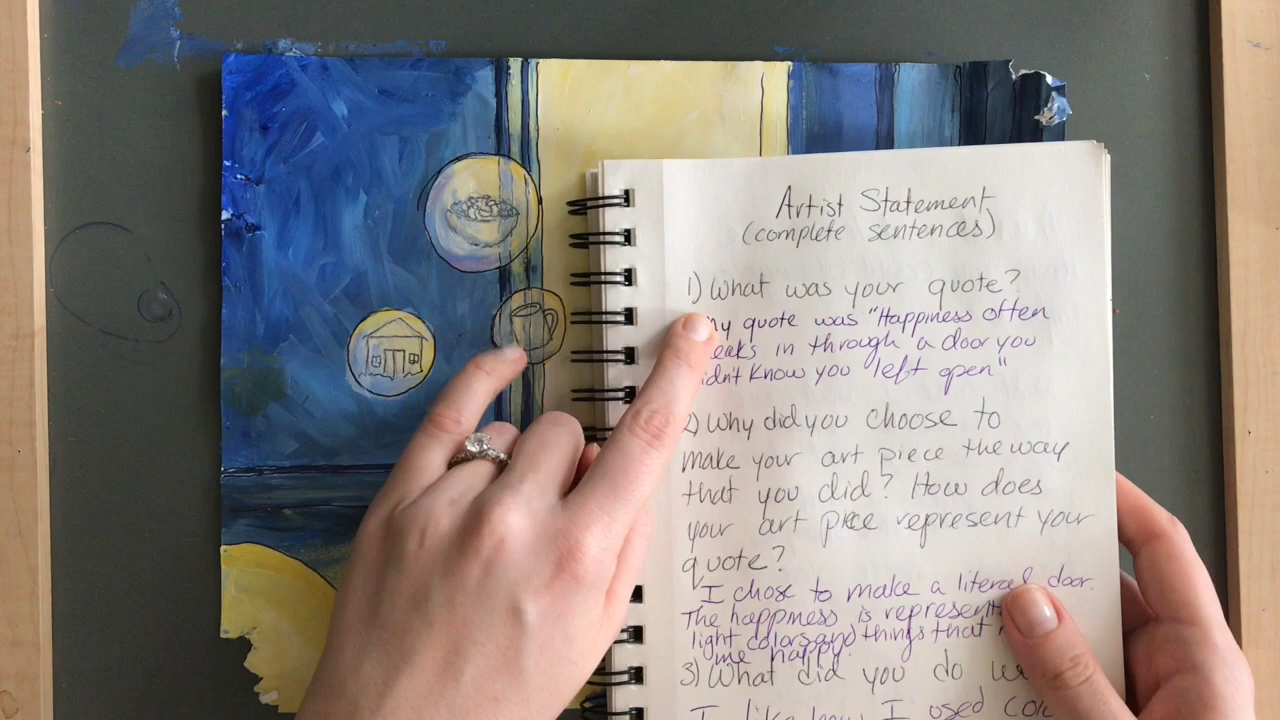 Artist Statement
(complete sentences)
1) What was your quote?
my quote was "Happiness often
in through a door you
didn't know you left open"
2) Why did you choose to
make your art piece the way
that you did? How does
your art piece represent your
quote?
I chose to make a literal door.
The happiness is
light colors and things that
me happy.
3) What did you do
I like how I used